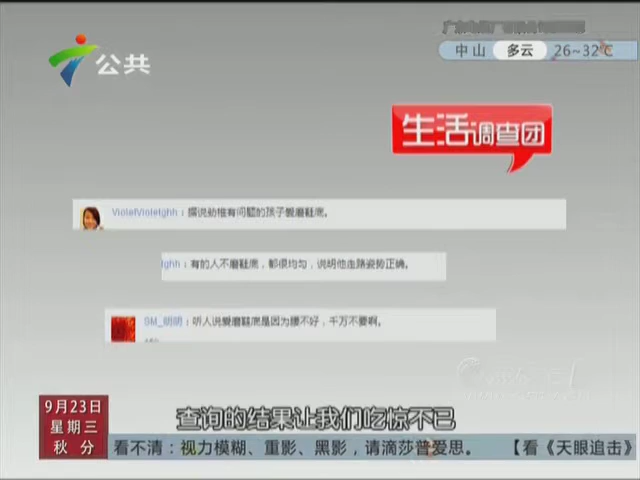 公共
中山 多云 26~32℃
生活调查团
VioletVioletghh：据说劲椎有问题的孩子爱磨鞋底。
ighh：有的人不磨鞋底，都很均匀，说明他走路姿势正确。
SM_明明：听人说爱磨鞋底是因为腰不好，千万不要啊。
查询的结果让我们吃惊不已
9月23日
星期三
秋 分
看不清：视力模糊、重影、黑影，请滴莎普爱思。 【看《天眼追击》